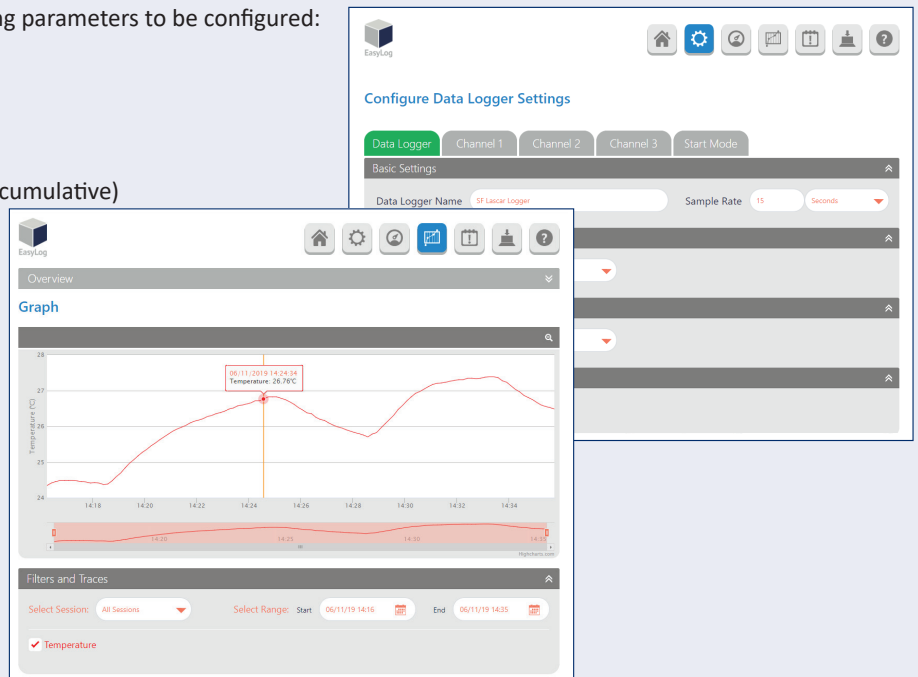 ng parameters to be configured:
cumulative)
EasyLog
Configure Data Logger Settings
Data Logger
Channel 1
Channel 2
Channel 3
Start Mode
Basic Settings
Data Logger Name
SF Lascar Logger
Sample Rate
15
Seconds
EasyLog
Overview
Graph
28
27
26
25
24
Temperature (°C)
06/11/2019 14:24:34
Temperature: 26.76°C
14:18
14:20
14:22
14:24
14:26
14:28
14:30
14:32
14:34
14:20
14:25
14:30
14:35
Highcharts.com
Filters and Traces
Select Session:
All Sessions
Select Range:
Start
06/11/19 14:16
End
06/11/19 14:35
Temperature